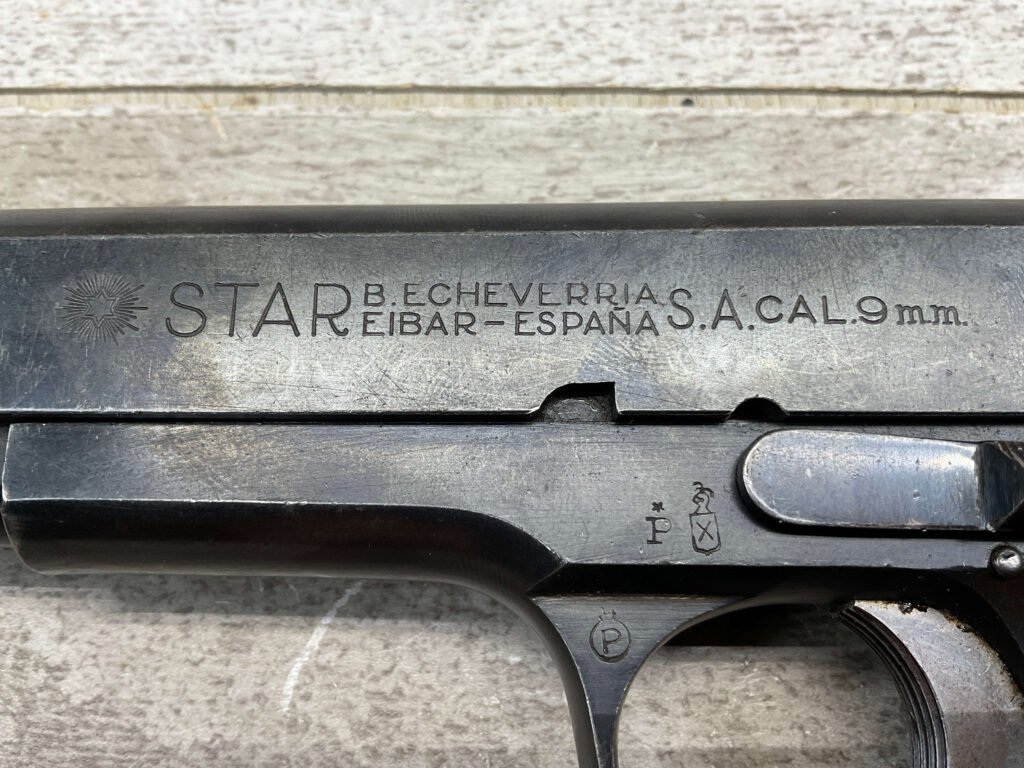 STAR B. ECHEVERRIA S.A. CAL. 9 mm.
EIBAR-ESPAÑA
P X
P